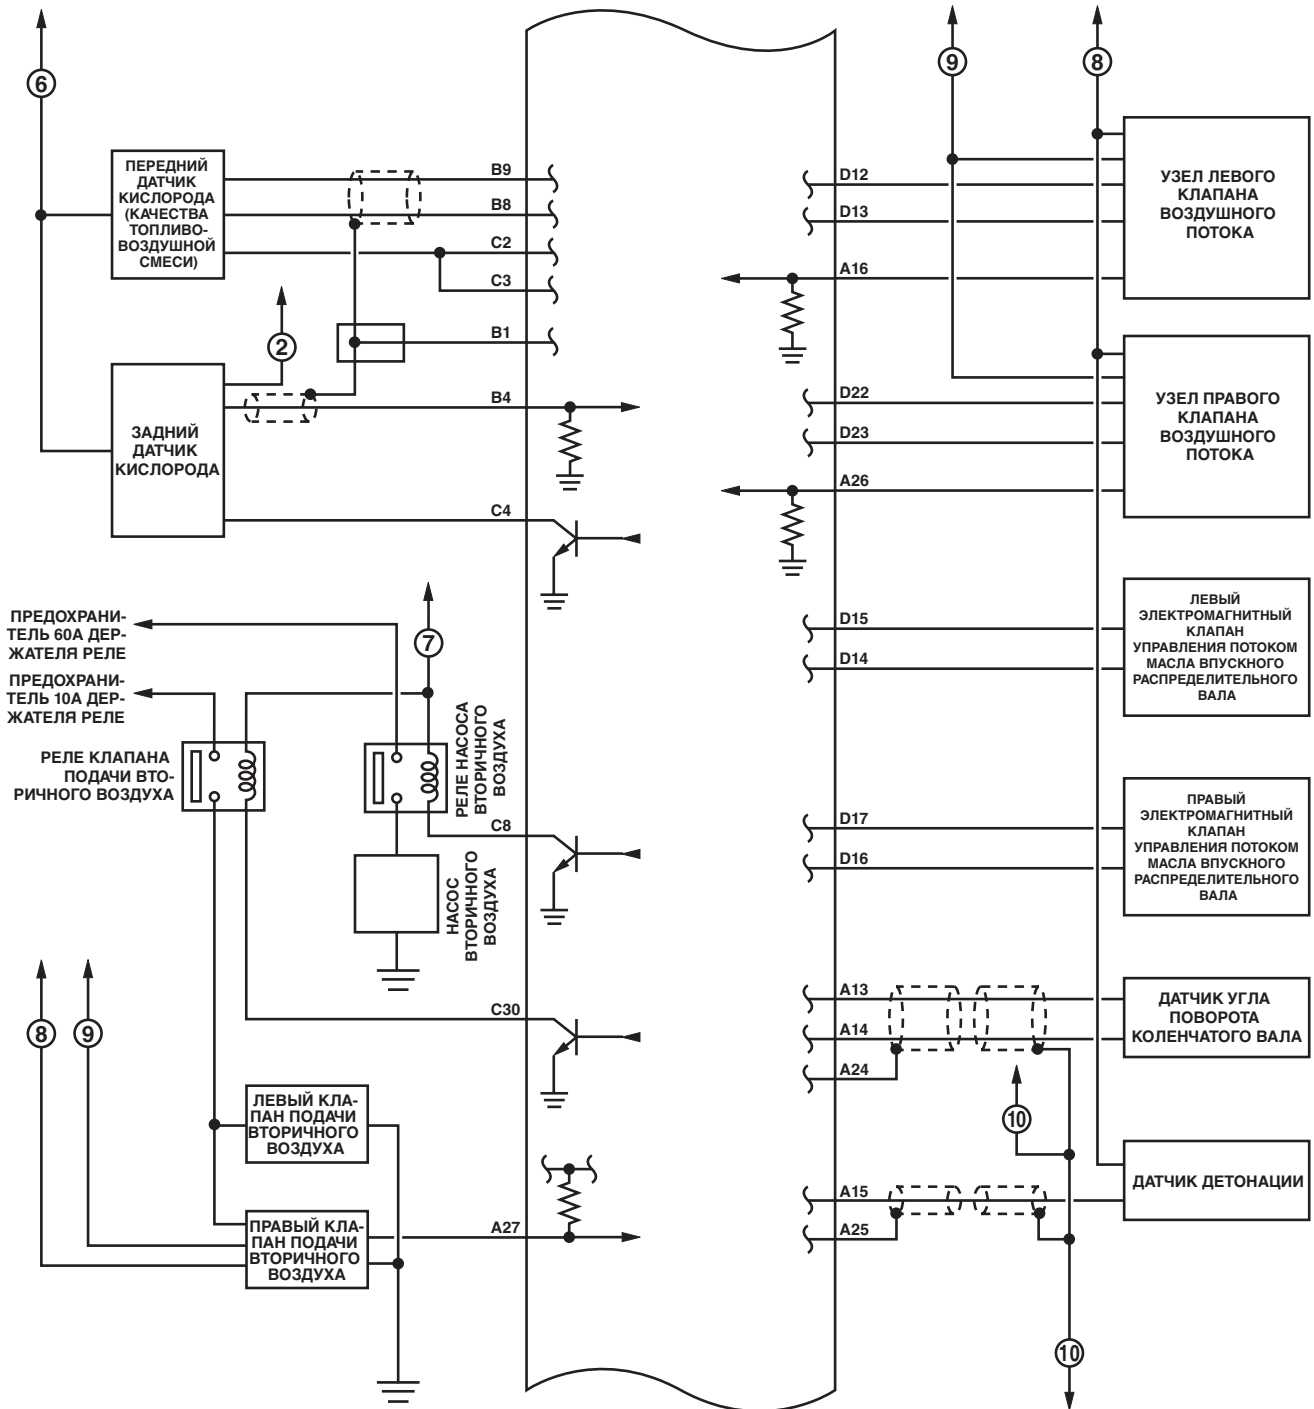 6
9
8
ПЕРЕДНИЙ
ДАТЧИК
КИСЛОРОДА
(КАЧЕСТВА
ТОПЛИВО-
ВОЗДУШНОЙ
СМЕСИ)
B9
B8
C2
C3
B1
2
B4
ЗАДНИЙ
ДАТЧИК
КИСЛОРОДА
C4
ПРЕДОХРАНИ-
ТЕЛЬ 60А ДЕР-
ЖАТЕЛЯ РЕЛЕ
7
ПРЕДОХРАНИ-
ТЕЛЬ 10А ДЕР-
ЖАТЕЛЯ РЕЛЕ
РЕЛЕ КЛАПАНА
ПОДАЧИ ВТО-
РИЧНОГО ВОЗДУХА
РЕЛЕ НАСОСА
ВТОРИЧНОГО
ВОЗДУХА
C8
НАСОС
ВТОРИЧНОГО
ВОЗДУХА
8
9
C30
ЛЕВЫЙ КЛА-
ПАН ПОДАЧИ
ВТОРИЧНОГО
ВОЗДУХА
ПРАВЫЙ КЛА-
ПАН ПОДАЧИ
ВТОРИЧНОГО
ВОЗДУХА
A27
D12
D13
A16
УЗЕЛ ЛЕВОГО
КЛАПАНА
ВОЗДУШНОГО
ПОТОКА
D22
D23
A26
УЗЕЛ ПРАВОГО
КЛАПАНА
ВОЗДУШНОГО
ПОТОКА
D15
D14
ЛЕВЫЙ
ЭЛЕКТРОМАГНИТНЫЙ
КЛАПАН
УПРАВЛЕНИЯ ПОТОКОМ
МАСЛА ВПУСКНОГО
РАСПРЕДЕЛИТЕЛЬНОГО
ВАЛА
D17
D16
ПРАВЫЙ
ЭЛЕКТРОМАГНИТНЫЙ
КЛАПАН
УПРАВЛЕНИЯ ПОТОКОМ
МАСЛА ВПУСКНОГО
РАСПРЕДЕЛИТЕЛЬНОГО
ВАЛА
A13
A14
A24
ДАТЧИК УГЛА
ПОВОРОТА
КОЛЕНЧАТОГО ВАЛА
10
A15
A25
ДАТЧИК ДЕТОНАЦИИ
10